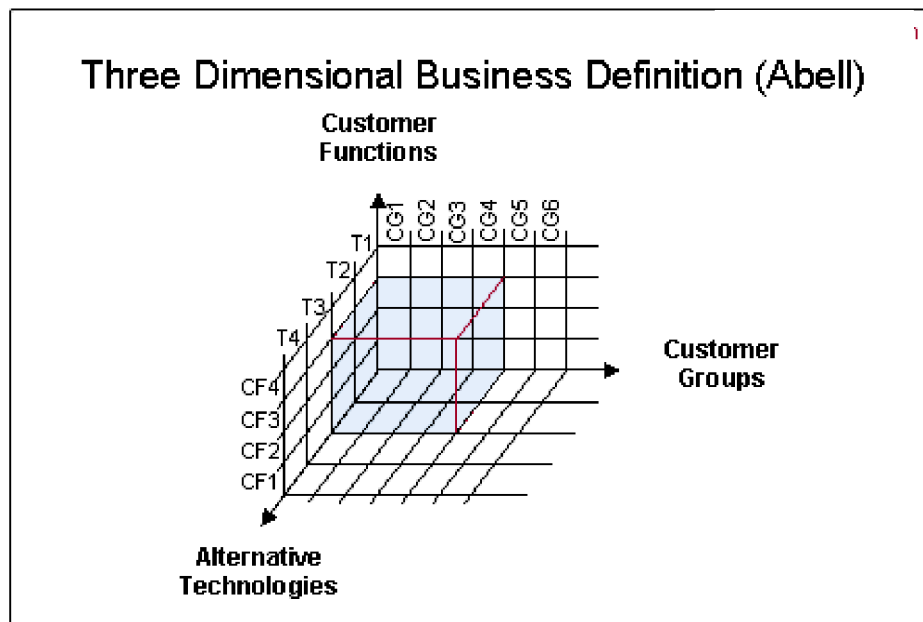 Three Dimensional Business Definition (Abell)
Customer
Functions
CG1
CG2
CG3
CG4
CG5
CG6
T1
T2
T3
T4
CF4
CF3
CF2
CF1
Customer
Groups
Alternative
Technologies